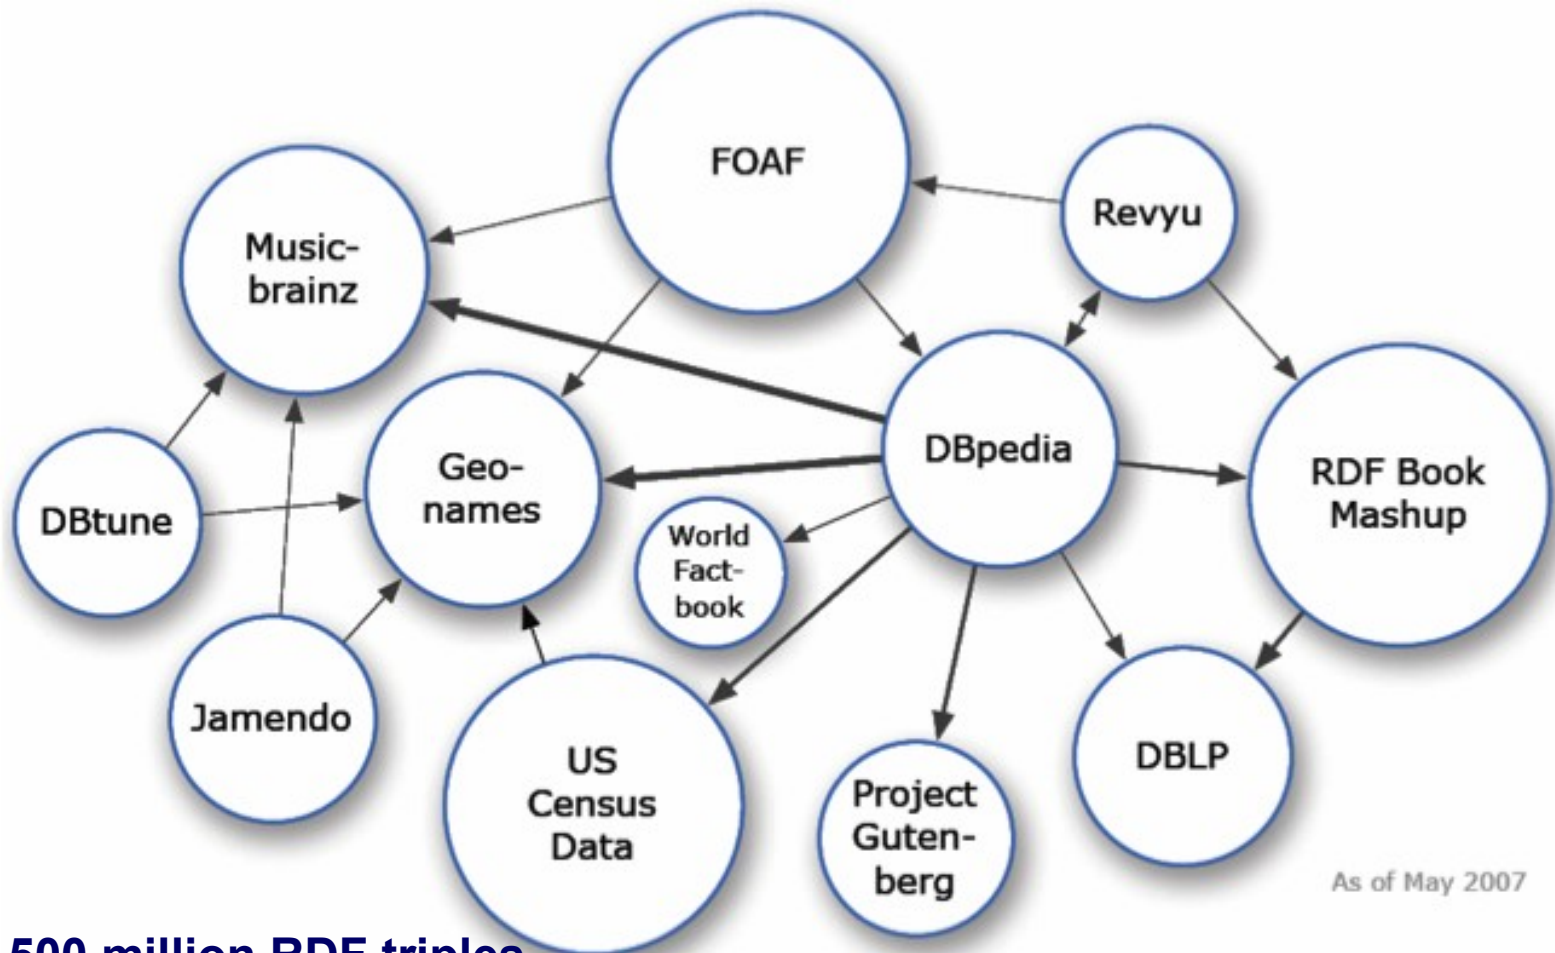 FOAF
Revyu
Music-
brainz
DBpedia
Geo-
names
RDF Book
Mashup
DBtune
World
Fact-
book
Jamendo
US
Census
Data
Project
Guten-
berg
DBLP
As of May 2007
500 million RDF triples